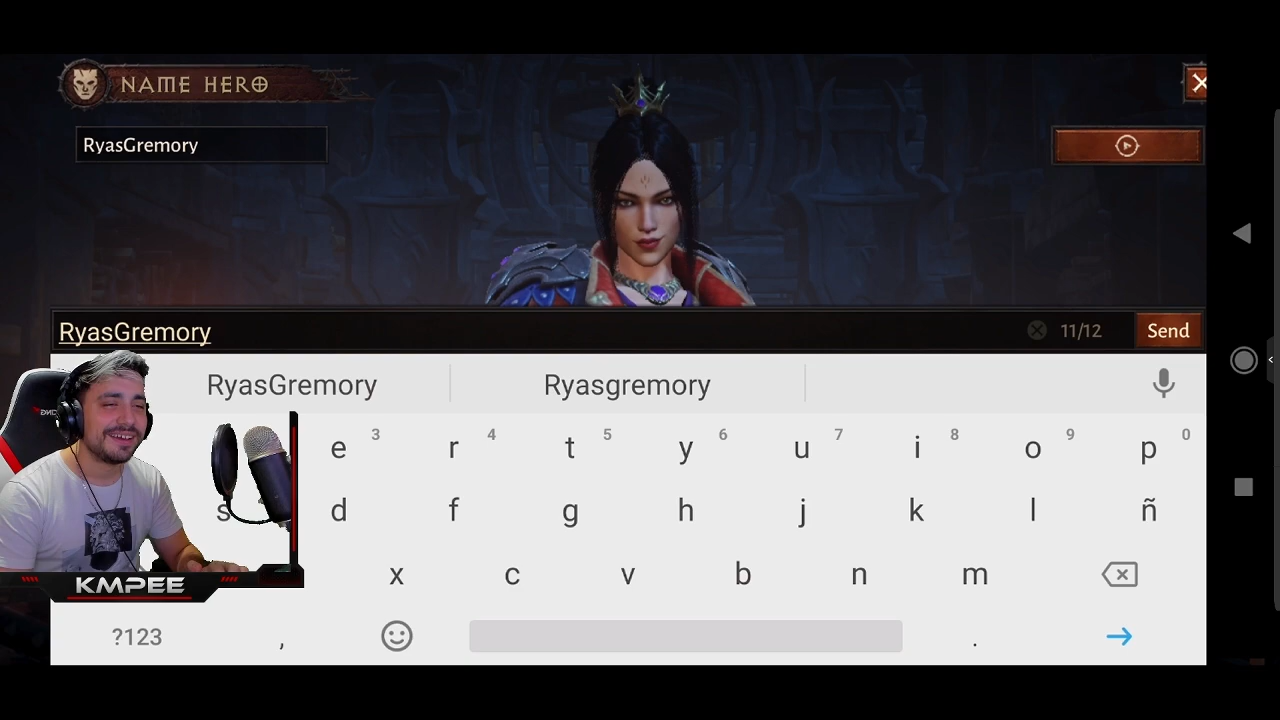 NAME HERO
RyasGremory
RyasGremory 11/12 Send
RyasGremory Ryasgremory
e 3 r 4 t 5 y 6 u 7 i 8 o 9 p 0
s d f g h j k l ñ
x c v b n m
KMPEE
?123 , .